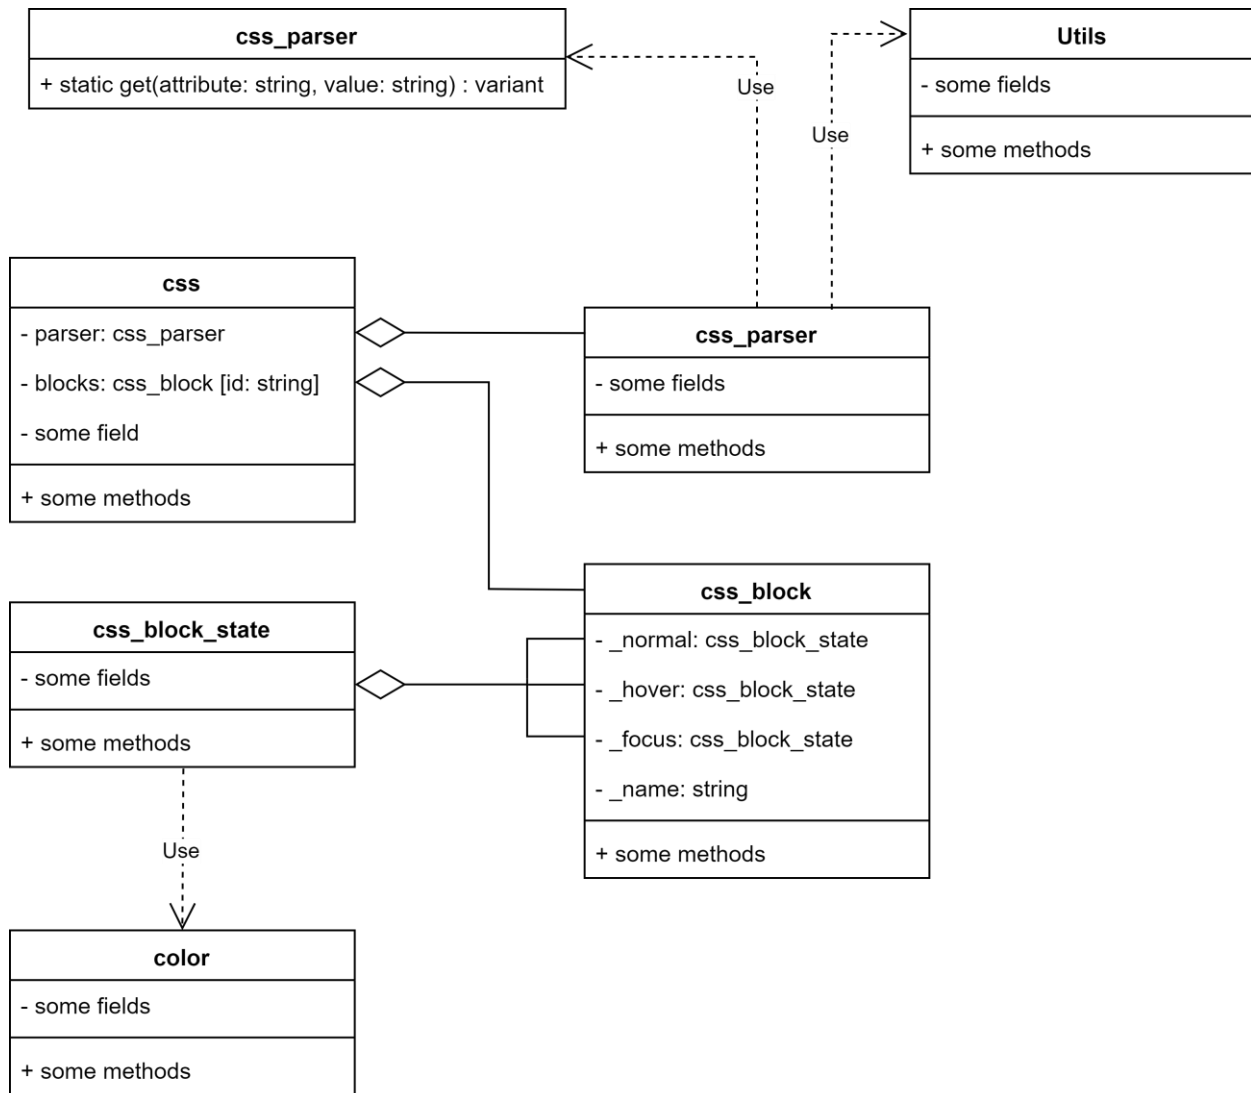 css_parser
+ static get(attribute: string, value: string) : variant
Utils
- some fields
+ some methods
Use
Use
css
- parser: css_parser
- blocks: css_block [id: string]
- some field
+ some methods
css_parser
- some fields
+ some methods
css_block_state
- some fields
+ some methods
css_block
- _normal: css_block_state
- _hover: css_block_state
- _focus: css_block_state
- _name: string
+ some methods
Use
color
- some fields
+ some methods